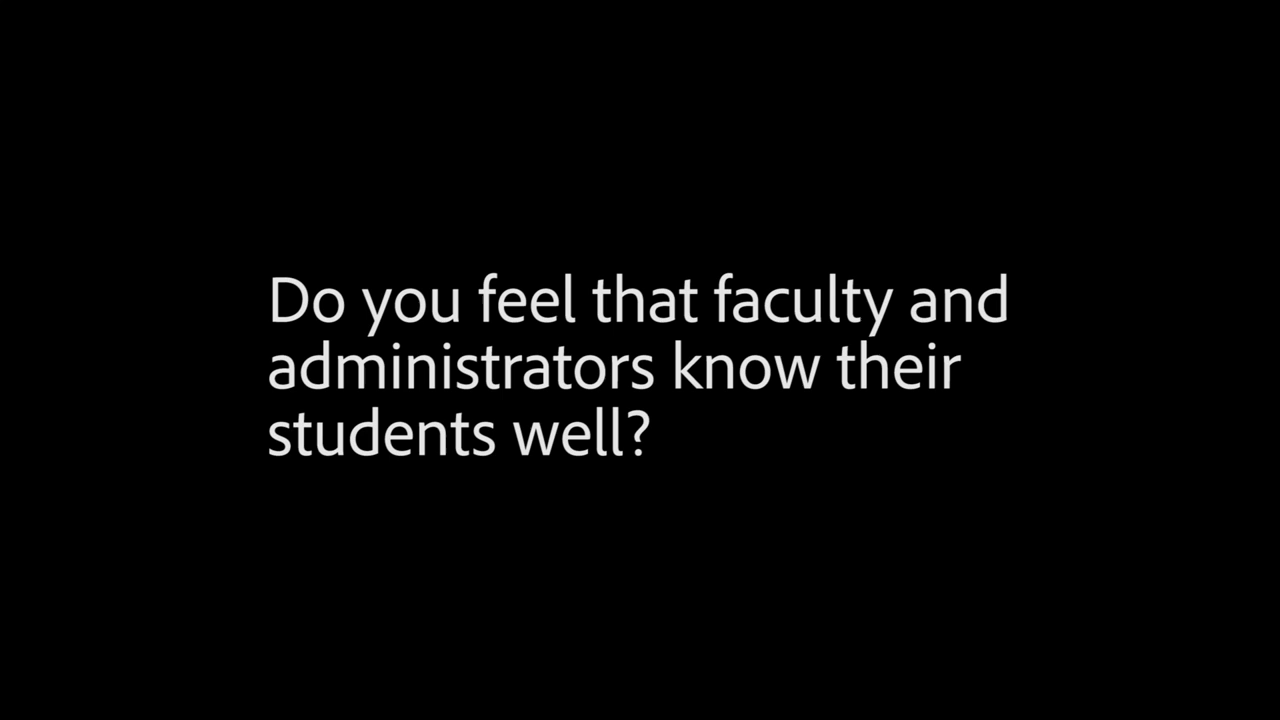 Do you feel that faculty and
administrators know their
students well?